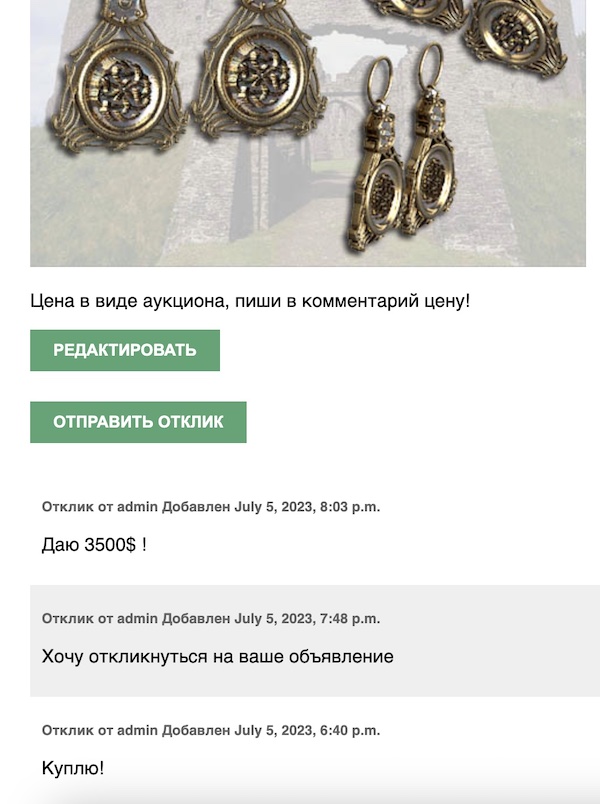 Цена в виде аукциона, пиши в комментарий цену!
РЕДАКТИРОВАТЬ
ОТПРАВИТЬ ОТКЛИК
Отклик от admin Добавлен July 5, 2023, 8:03 p.m.
Даю 3500$ !
Отклик от admin Добавлен July 5, 2023, 7:48 p.m.
Хочу откликнуться на ваше объявление
Отклик от admin Добавлен July 5, 2023, 6:40 p.m.
Куплю!